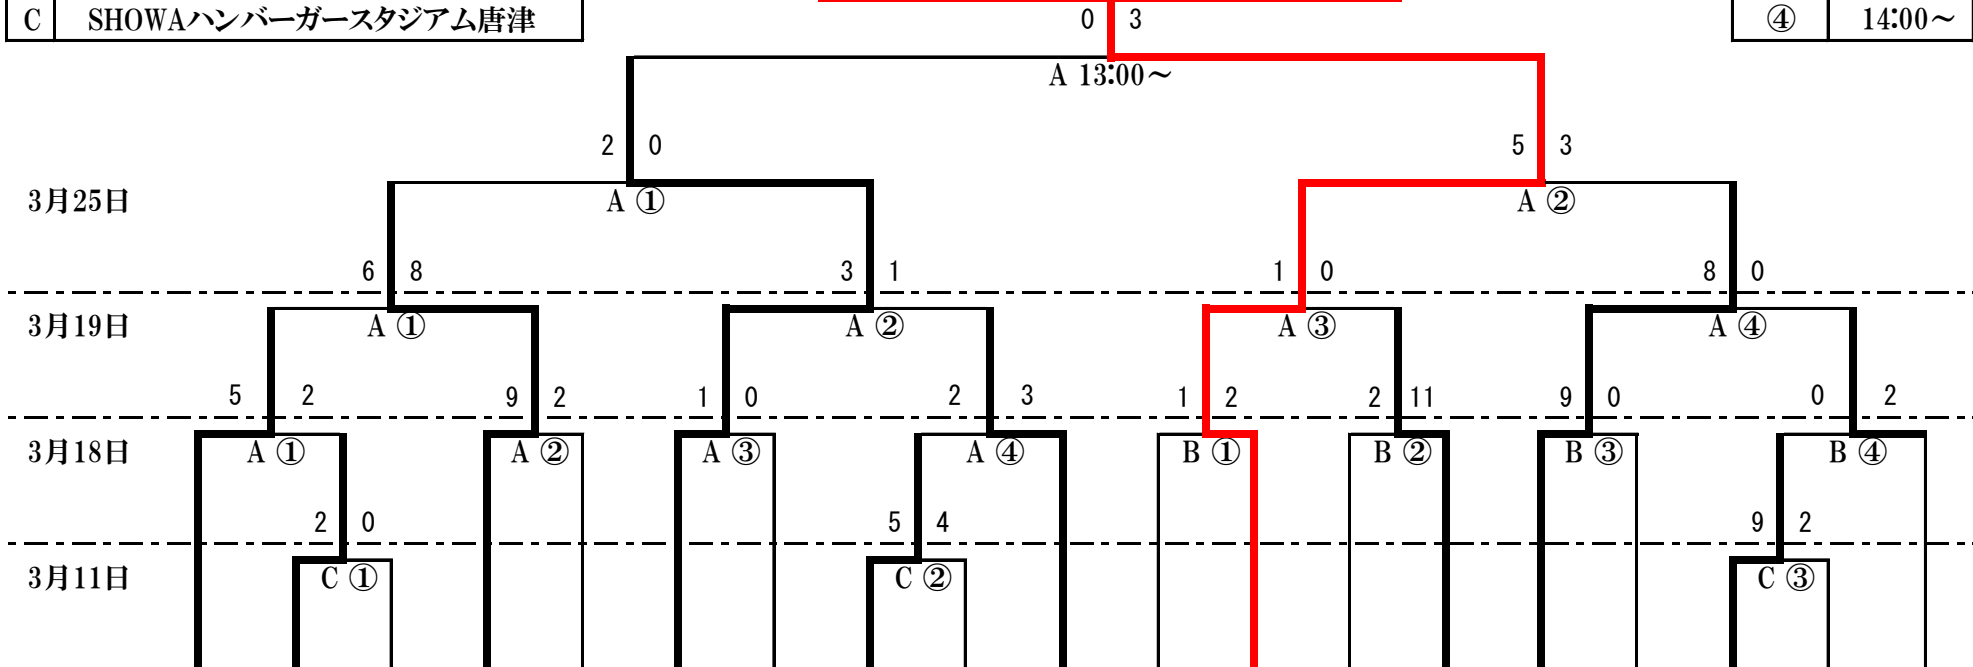 C SHOWAハンバーガースタジアム唐津 0 3 ④ 14:00～
A 13:00～
2 0 5 3
3月25日 A ① A ②
6 8 3 1 1 0 8 0
3月19日 A ① A ② A ③ A ④
5 2 9 2 1 0 2 3 1 2 2 11 9 0 0 2
3月18日 A ① A ② A ③ A ④ B ① B ② B ③ B ④
2 0 5 4 9 2
3月11日 C ① C ② C ③